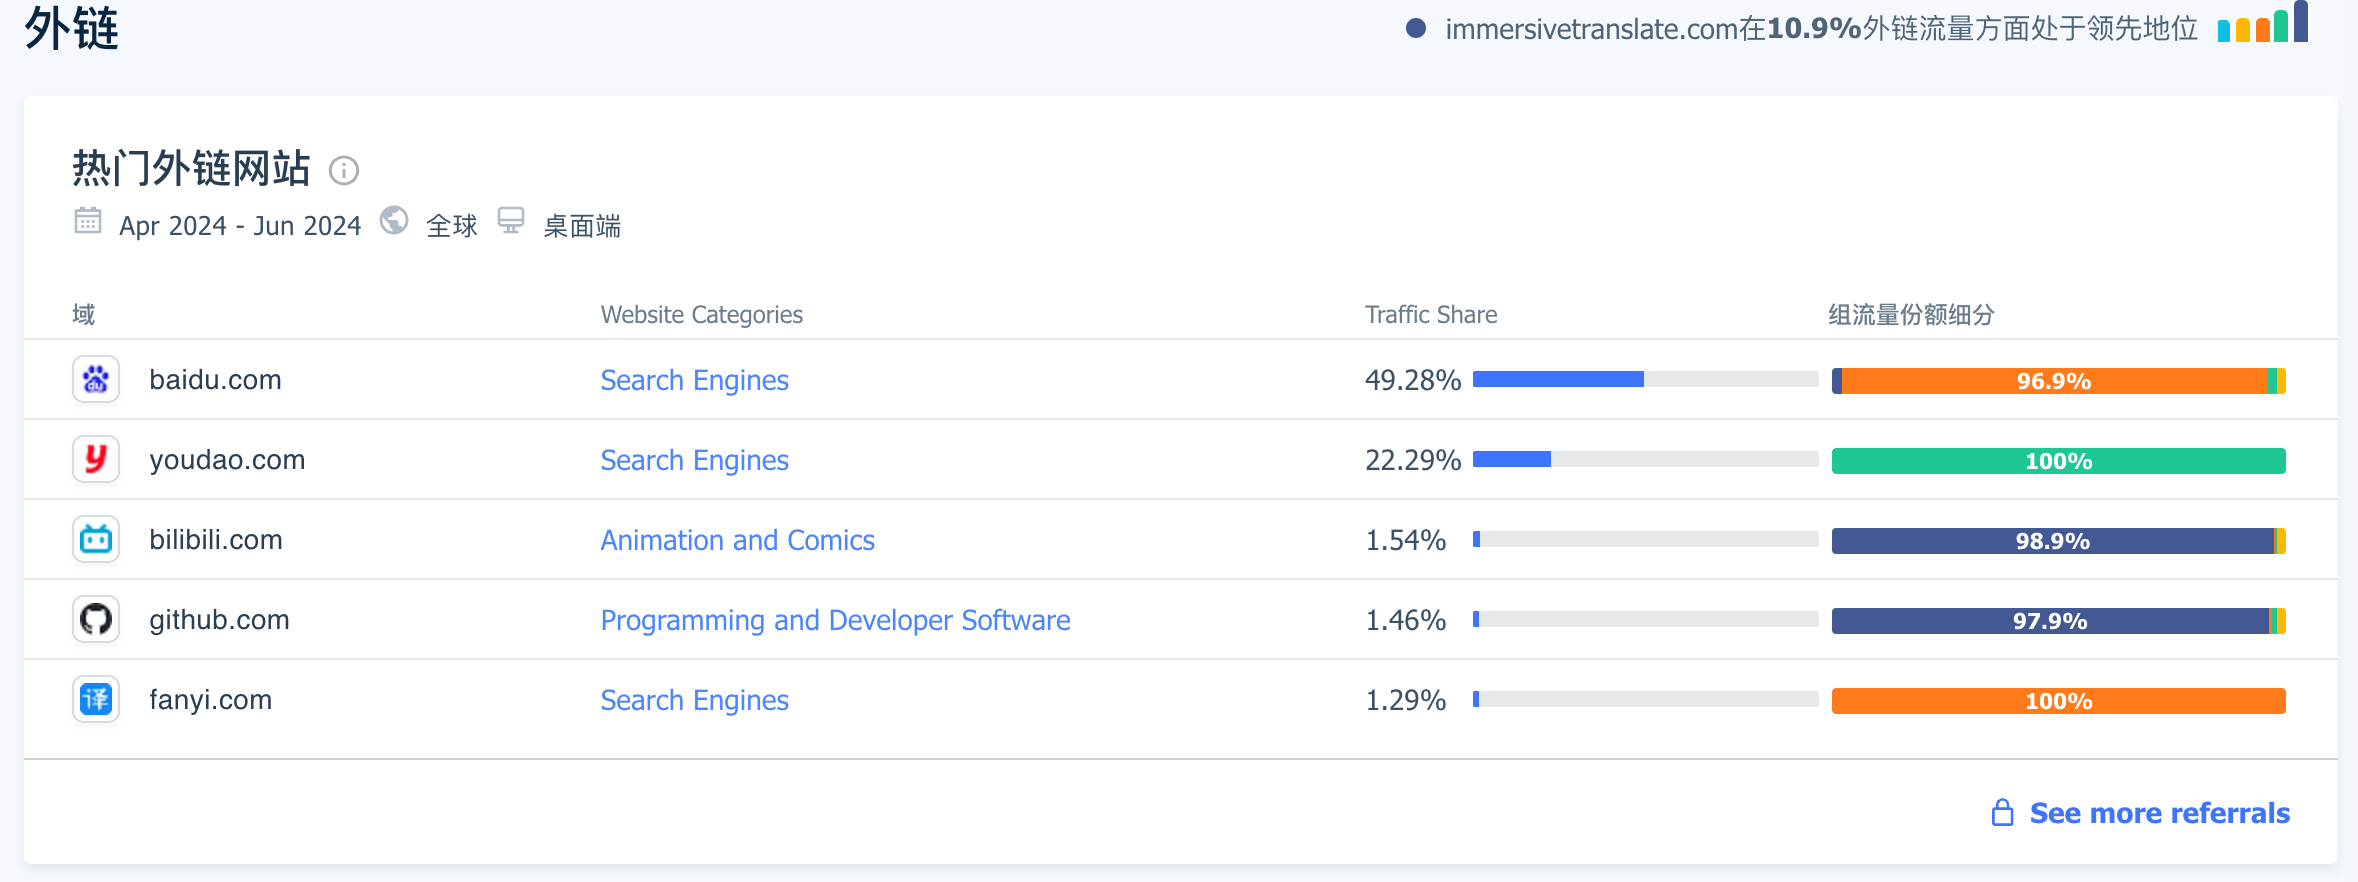 外链
immersivetranslate.com在10.9%外链流量方面处于领先地位
热门外链网站
Apr 2024 - Jun 2024 全球 桌面端
域 Website Categories Traffic Share 组流量份额细分
du baidu.com Search Engines 49.28% 96.9%
y youdao.com Search Engines 22.29% 100%
bilibili.com Animation and Comics 1.54% 98.9%
github.com Programming and Developer Software 1.46% 97.9%
译 fanyi.com Search Engines 1.29% 100%
See more referrals